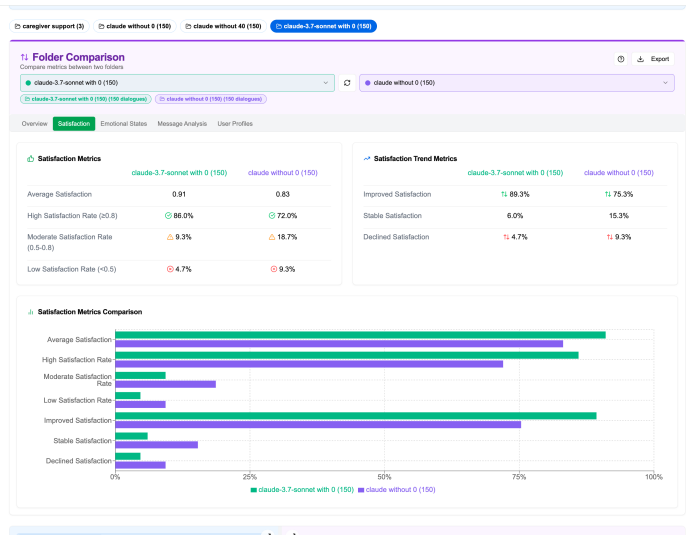 caregiver support (3) claude without 0 (150) claude without 40 (150) claude-3.7-sonnet with 0 (150)
Folder Comparison
Export
Compare metrics between two folders
claude-3.7-sonnet with 0 (150) claude without 0 (150)
claude-3.7-sonnet with 0 (150) (150 dialogues) claude without 0 (150) (150 dialogues)
Overview Satisfaction Emotional States Message Analysis User Profiles
Satisfaction Metrics
claude-3.7-sonnet with 0 (150) claude without 0 (150)
Average Satisfaction 0.91 0.83
High Satisfaction Rate (≥0.8) 86.0% 72.0%
Moderate Satisfaction Rate (0.5-0.8) 9.3% 18.7%
Low Satisfaction Rate (<0.5) 4.7% 9.3%
Satisfaction Trend Metrics
claude-3.7-sonnet with 0 (150) claude without 0 (150)
Improved Satisfaction 89.3% 75.3%
Stable Satisfaction 6.0% 15.3%
Declined Satisfaction 4.7% 9.3%
Satisfaction Metrics Comparison
Average Satisfaction
High Satisfaction Rate
Moderate Satisfaction
Rate
Low Satisfaction Rate
Improved Satisfaction
Stable Satisfaction
Declined Satisfaction
0% 25% 50% 75% 100%
claude-3.7-sonnet with 0 (150) claude without 0 (150)